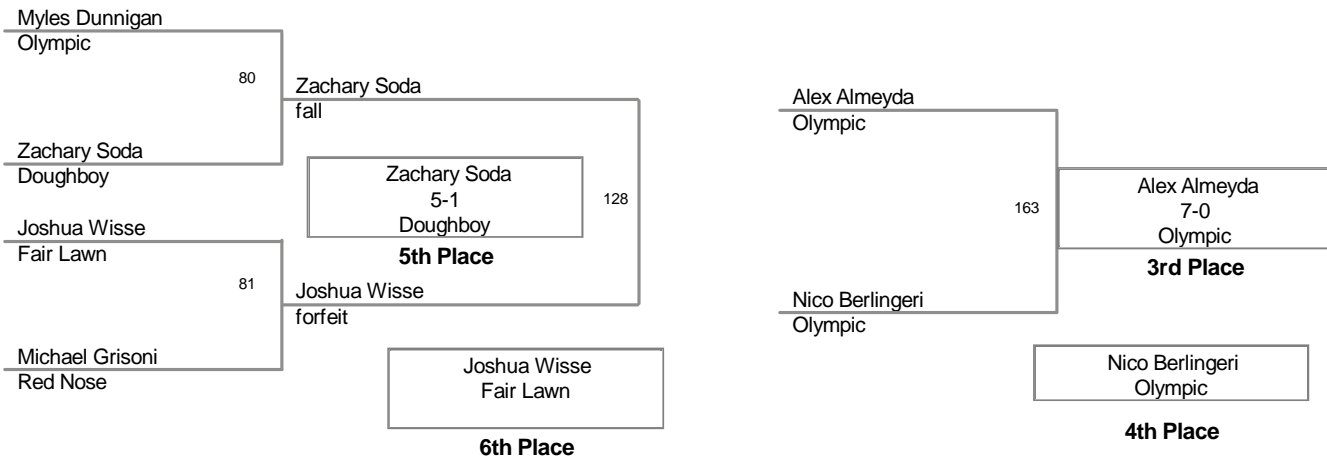 Myles Dunnigan
Olympic
80
Zachary Soda
fall
Zachary Soda
Doughboy
Zachary Soda
5-1
Doughboy
5th Place
128
Joshua Wisse
Fair Lawn
81
Joshua Wisse
forfeit
Michael Grisoni
Red Nose
Joshua Wisse
Fair Lawn
6th Place
Alex Almeyda
Olympic
163
Alex Almeyda
7-0
Olympic
3rd Place
Nico Berlingeri
Olympic
Nico Berlingeri
Olympic
4th Place